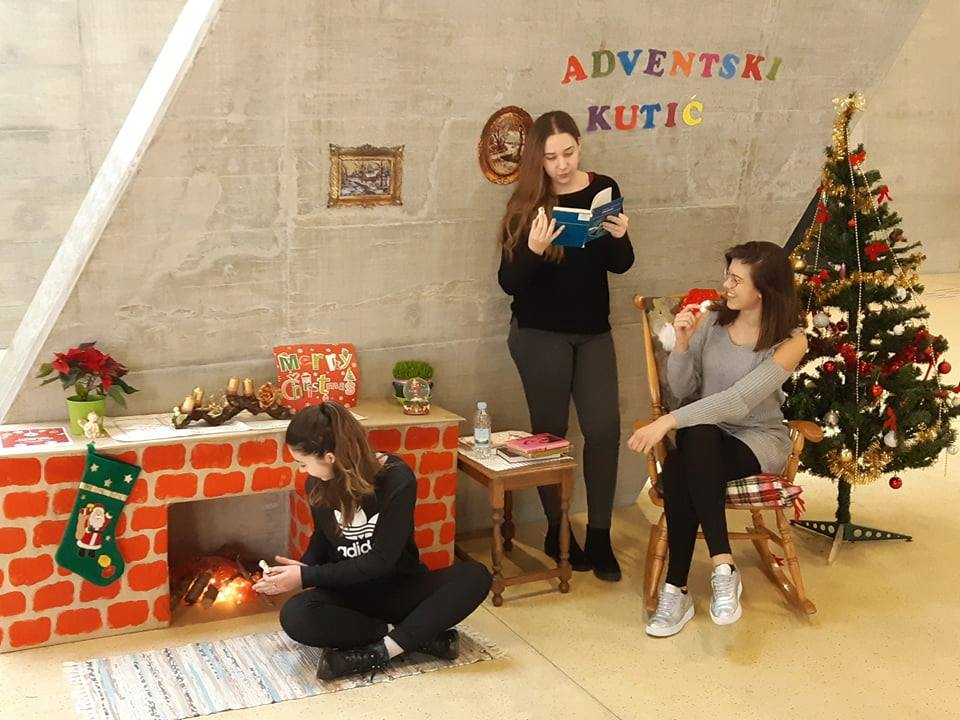 ADVENTSKI
KUTIĆ
Merry
Christmas
adidas